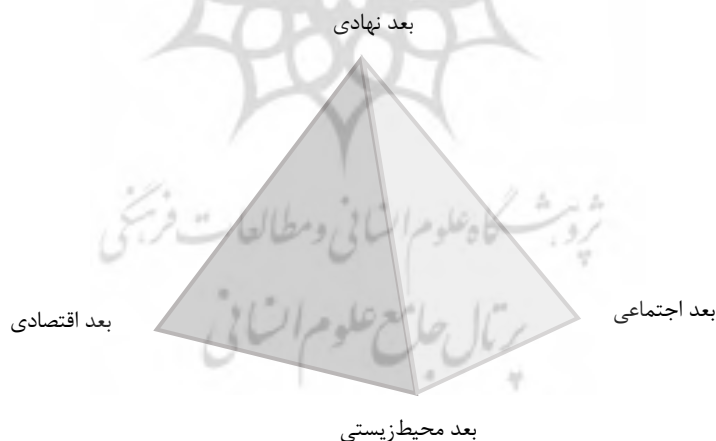 بعد نهادی
پژوهشگاه علوم انسانی و مطالعات فرهنگی
بعد اجتماعی
بعد اقتصادی
پرتال جامع علوم انسانی
بعد محیط‌زیستی